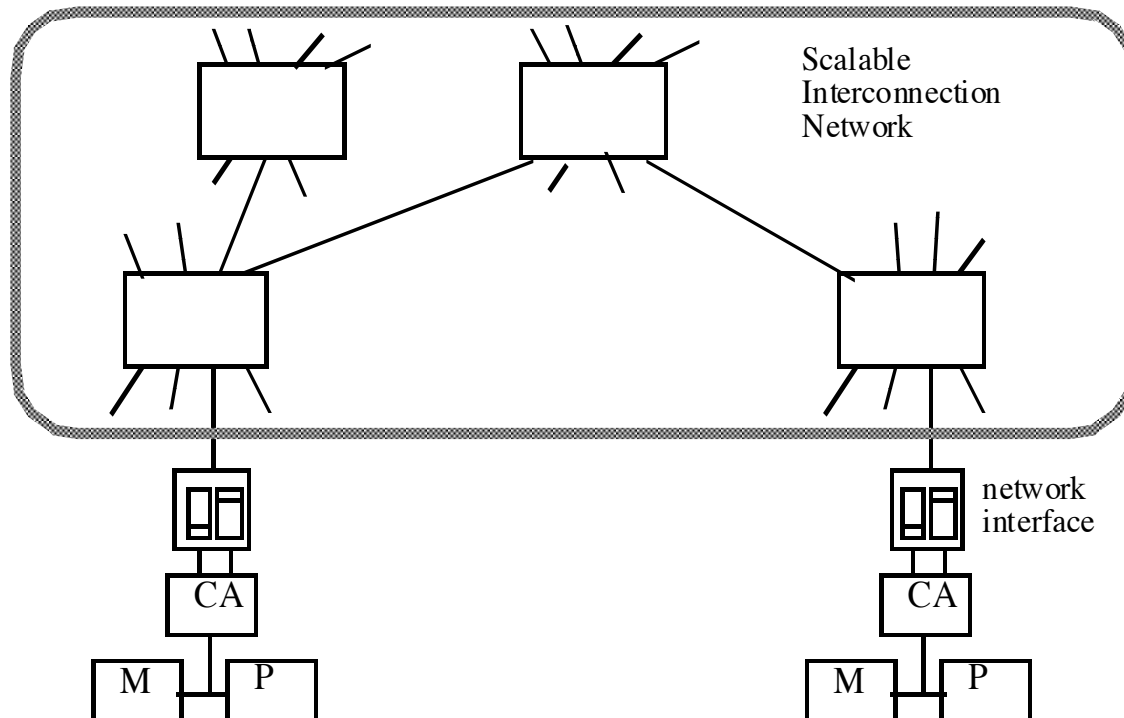 Scalable
Interconnection
Network
network
interface
CA
CA
M
P
M
P